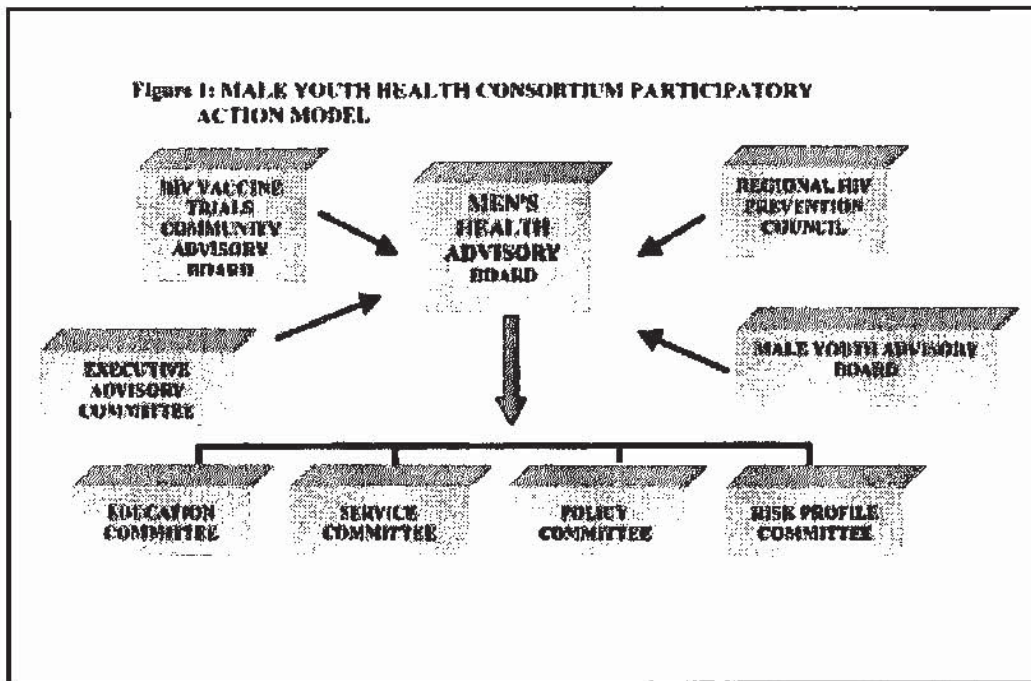 Figure 1: MALE YOUTH HEALTH CONSORTIUM PARTICIPATORY
ACTION MODEL
HIV VACCINE
TRIALS
COMMUNITY
ADVISORY
BOARD
MEN'S
HEALTH
ADVISORY
BOARD
REGIONAL HIV
PREVENTION
COUNCIL
EXECUTIVE
ADVISORY
COMMITTEE
MALE YOUTH ADVISORY
BOARD
EDUCATION
COMMITTEE
SERVICE
COMMITTEE
POLICY
COMMITTEE
RISK PROFILE
COMMITTEE